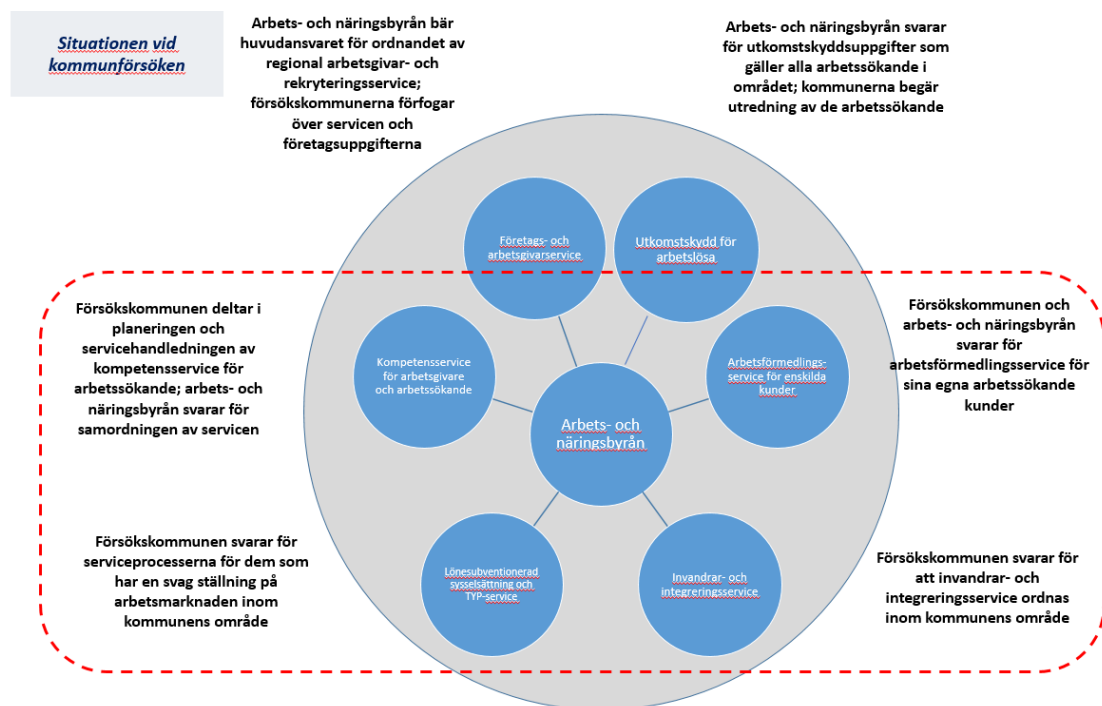 Situationen vid
kommunförsöken
Arbets- och näringsbyrån bär
huvudansvaret för ordnandet av
regional arbetsgivar- och
rekryteringsservice;
försökskommunerna förfogar
över servicen och
företagsuppgifterna
Arbets- och näringsbyrån svarar
för utkomstskyddsuppgifter som
gäller alla arbetssökande i
området; kommunerna begär
utredning av de arbetssökande
Företags- och
arbetsgivarservice
Utkomstskydd för
arbetslösa
Försökskommunen deltar i
planeringen och
servicehandledningen av
kompetensservice för
arbetssökande; arbets- och
näringsbyrån svarar för
samordningen av servicen
Kompetensservice
för arbetsgivare
och arbetssökande
Arbetsförmedlings-
service för enskilda
kunder
Försökskommunen och
arbets- och näringsbyrån
svarar för
arbetsförmedlingsservice för
sina egna arbetssökande
kunder
Arbets- och
näringsbyrån
Försökskommunen svarar för
serviceprocesserna för dem som
har en svag ställning på
arbetsmarknaden inom
kommunens område
Lönesubventionerad
sysselsättning och
TYP-service
Invandrar- och
integreringsservice
Försökskommunen svarar för
att invandrar- och
integreringsservice ordnas
inom kommunens område